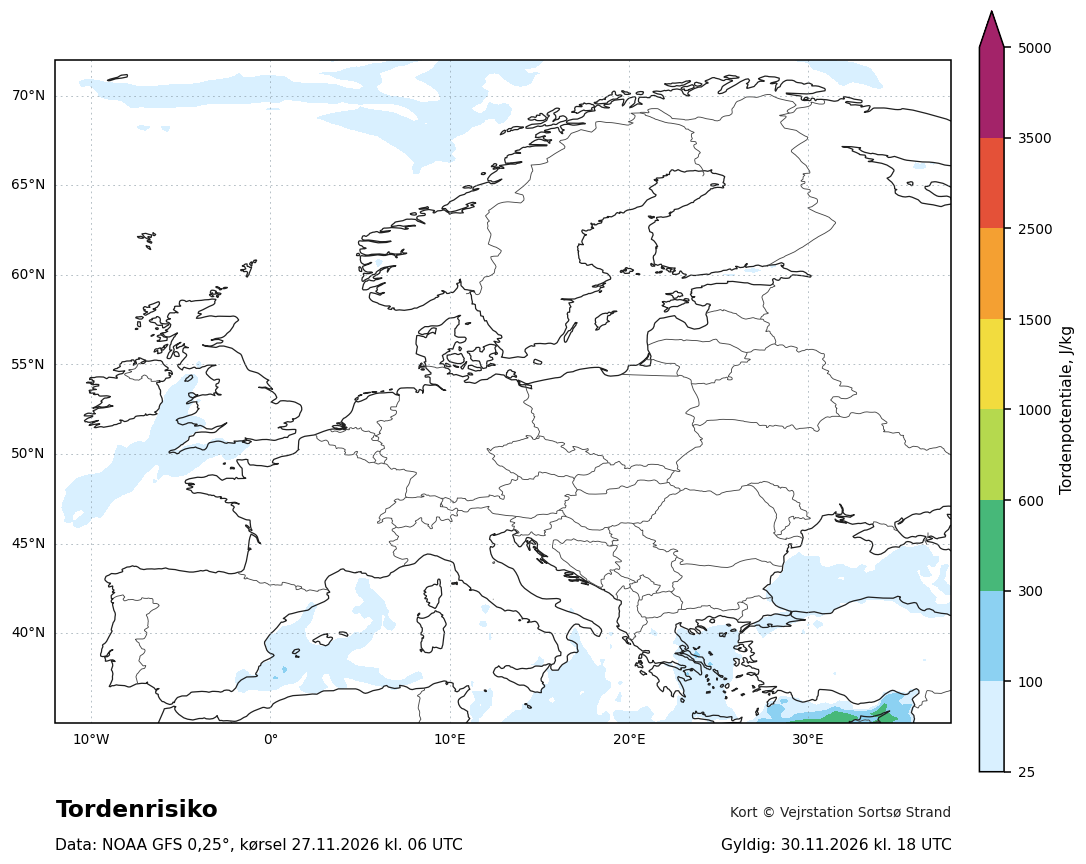 5000
3500
2500
1500
1000
600
300
100
25
Tordenpotentiale, J/kg
70°N
65°N
60°N
55°N
50°N
45°N
40°N
10°W
0°
10°E
20°E
30°E
Tordenrisiko
Kort © Vejrstation Sortsø Strand
Data: NOAA GFS 0,25°, kørsel 27.11.2026 kl. 06 UTC
Gyldig: 30.11.2026 kl. 18 UTC